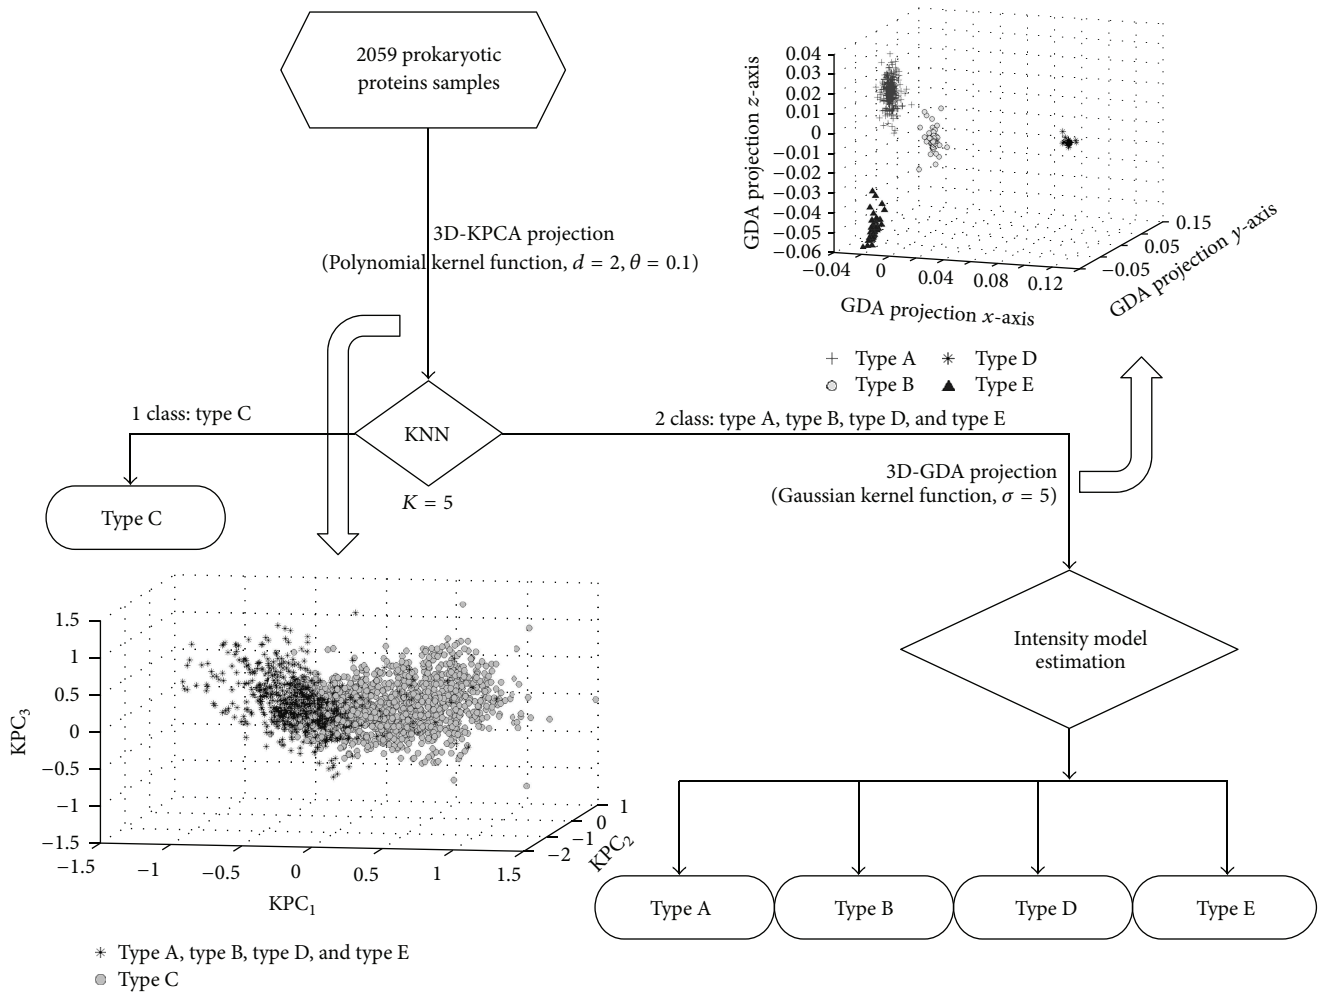 2059 prokaryotic
proteins samples
3D-KPCA projection
(Polynomial kernel function, d = 2, θ = 0.1)
KNN
K = 5
1 class: type C
Type C
2 class: type A, type B, type D, and type E
3D-GDA projection
(Gaussian kernel function, σ = 5)
Intensity model
estimation
Type A
Type B
Type D
Type E
GDA projection z-axis
0.04
0.03
0.02
0.01
0
−0.01
−0.02
−0.03
−0.04
−0.05
−0.06
−0.04
0
0.04
0.08
0.12
GDA projection x-axis
−0.05
0.05
0.15
GDA projection y-axis
Type A
Type D
Type B
Type E
KPC3
1.5
1
0.5
0
−0.5
−1
−1.5
−1.5
−1
−0.5
0
0.5
1
1.5
KPC1
−2
−1
0
1
KPC2
Type A, type B, type D, and type E
Type C